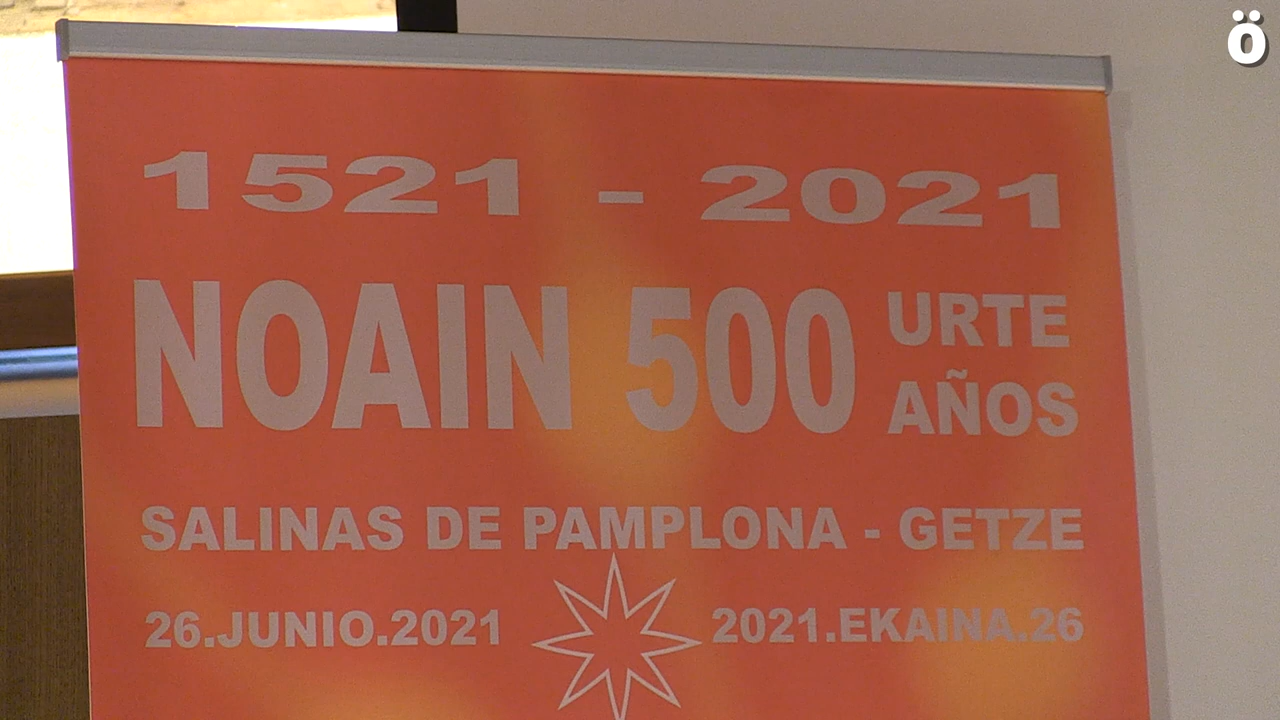 ö
1521 - 2021
NOAIN 500 URTE AÑOS
SALINAS DE PAMPLONA - GETZE
26.JUNIO.2021 2021.EKAINA.26